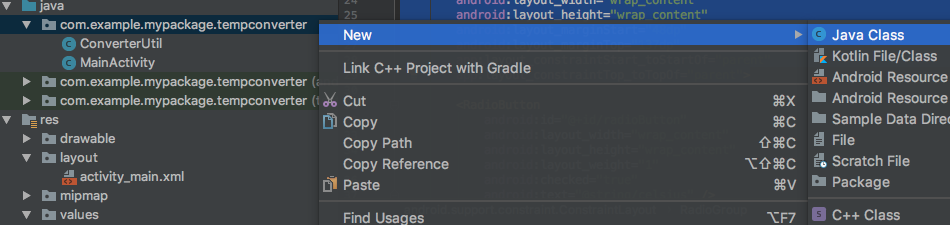 java
24
android:layout_width="wrap_content"
com.example.mypackage.tempconverter
25
android:layout_height="wrap_content"
ConverterUtil
MainActivity
com.example.mypackage.tempconverter (
com.example.mypackage.tempconverter (
res
drawable
layout
activity_main.xml
mipmap
values
New
Link C++ Project with Gradle
Cut ⌘X
Copy ⌘C
Copy Path ⇧⌘C
Copy Reference ⌥⇧⌘C
Paste ⌘V
Find Usages ⌥F7
Java Class
Kotlin File/Class
Android Resource
Android Resource
Sample Data Direc
File
Scratch File
Package
C++ Class